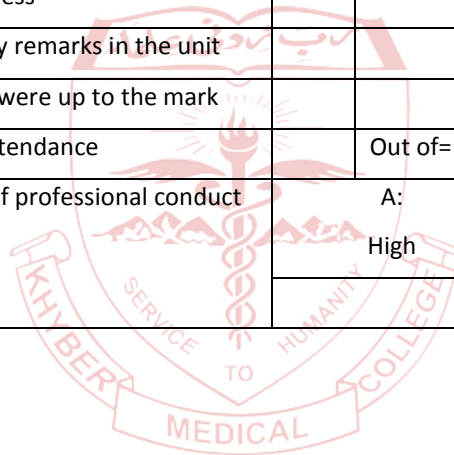 y remarks in the unit
were up to the mark
tendance Out of=
f professional conduct A:
High
SERVICE TO HUMANITY
KHYBER MEDICAL COLLEGE